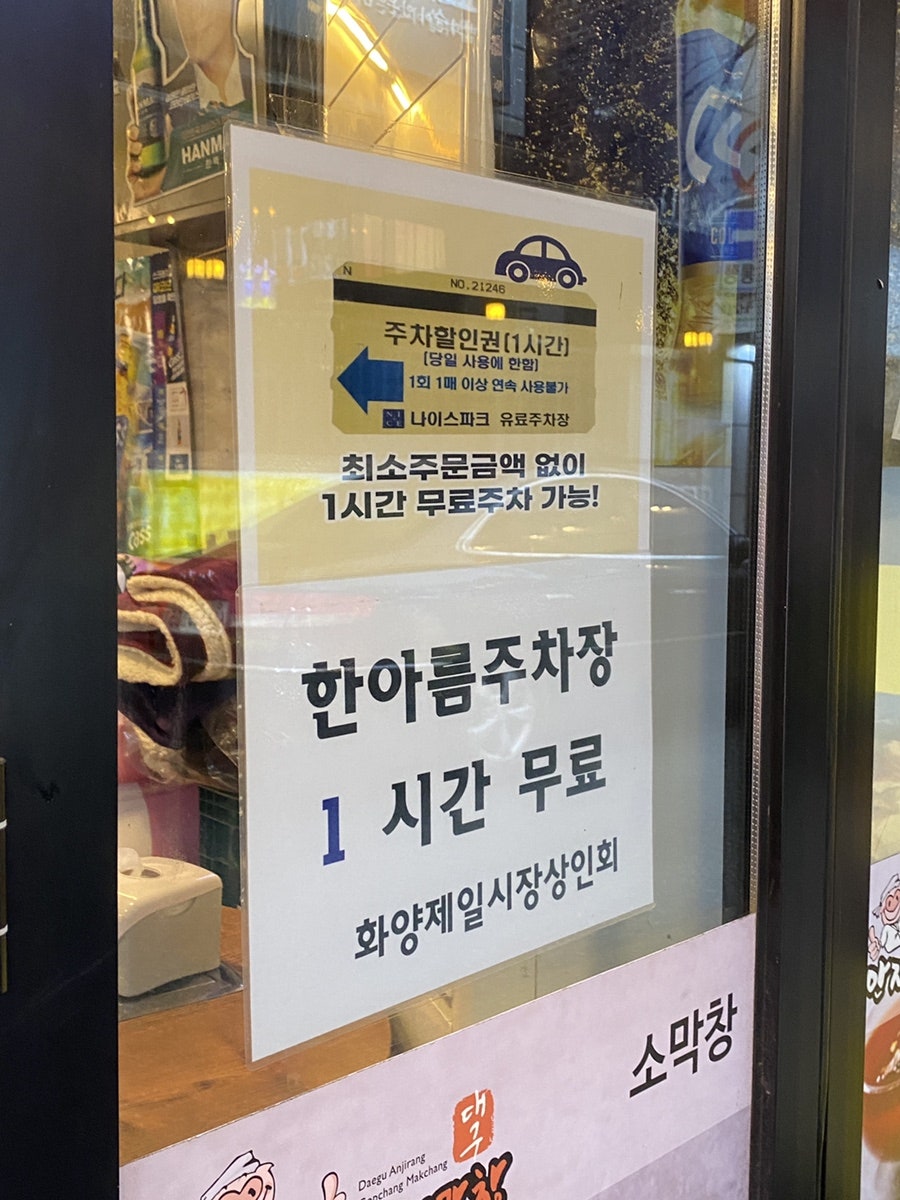 HANMA
N
NO.21246
주차할인권(1시간)
(당일 사용에 한함)
1회 1매 이상 연속 사용불가
NICE 나이스파크 유료주차장
최소주문금액 없이
1시간 무료주차 가능!
한아름주차장
1 시간 무료
화양제일시장상인회
소막창
대구
Daegu Anjirang
Gopchang Makchang